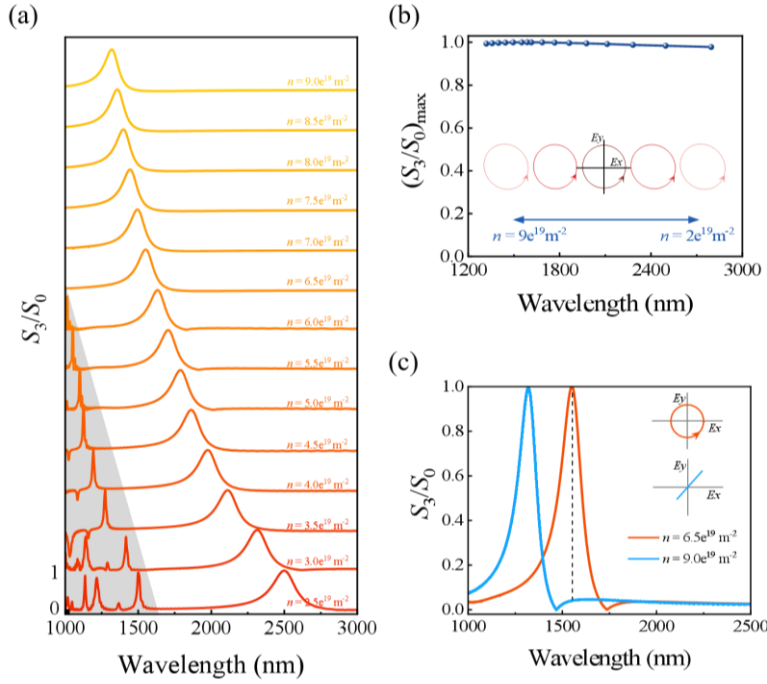 (a)
S3/S0
n = 9.0e¹⁹ m⁻²
n = 8.5e¹⁹ m⁻²
n = 8.0e¹⁹ m⁻²
n = 7.5e¹⁹ m⁻²
n = 7.0e¹⁹ m⁻²
n = 6.5e¹⁹ m⁻²
n = 6.0e¹⁹ m⁻²
n = 5.5e¹⁹ m⁻²
n = 5.0e¹⁹ m⁻²
n = 4.5e¹⁹ m⁻²
n = 4.0e¹⁹ m⁻²
n = 3.5e¹⁹ m⁻²
n = 3.0e¹⁹ m⁻²
n = 2.5e¹⁹ m⁻²
1
0
1000 1500 2000 2500 3000
Wavelength (nm)
(b)
(S3/S0)max
1.0
0.8
0.6
0.4
0.2
0.0
Ey
Ex
n = 9e¹⁹m⁻² n = 2e¹⁹m⁻²
1200 1800 2400 3000
Wavelength (nm)
(c)
S3/S0
1.0
0.8
0.6
0.4
0.2
0.0
Ey
Ex
Ey
Ex
n = 6.5e¹⁹ m⁻²
n = 9.0e¹⁹ m⁻²
1000 1500 2000 2500
Wavelength (nm)